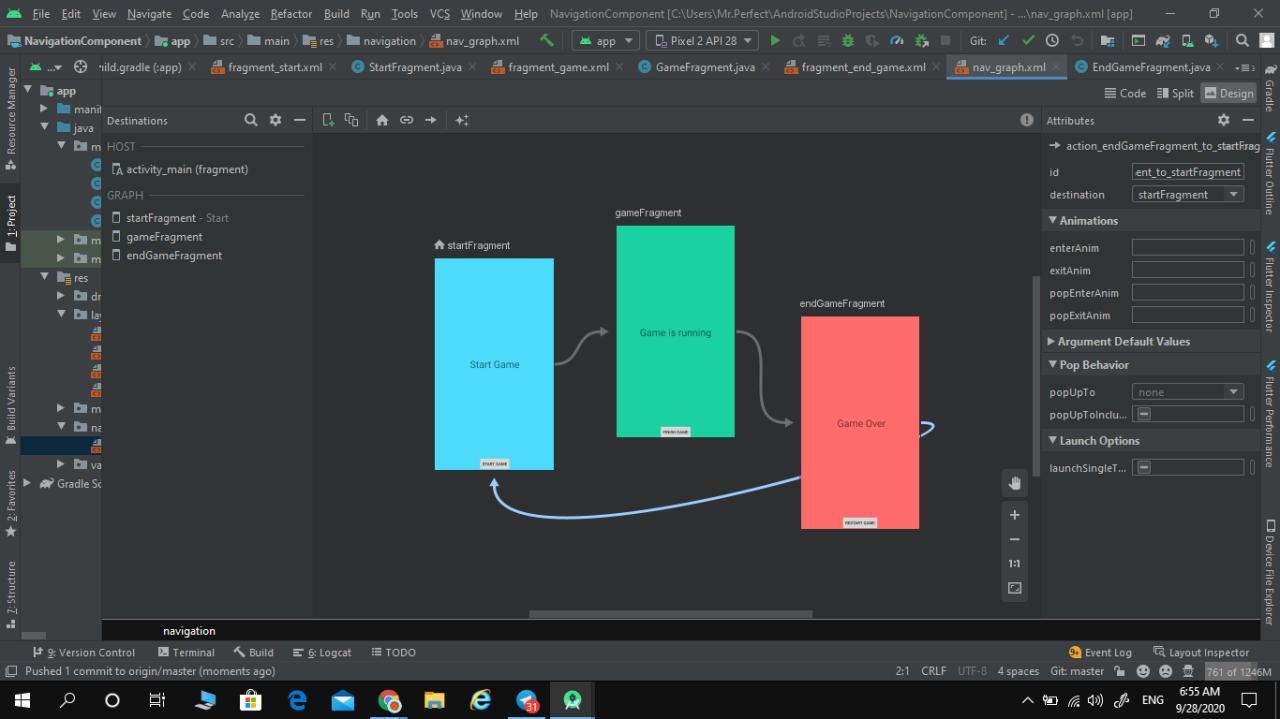 File Edit View Navigate Code Analyze Refactor Build Run Tools VCS Window Help NavigationComponent [C:\Users\Mr.Perfect\AndroidStudioProjects\NavigationComponent] - ...\nav_graph.xml [app]
NavigationComponent app src main res navigation nav_graph.xml app Pixel 2 API 28 Git:
ild.gradle (:app) fragment_start.xml StartFragment.java fragment_game.xml GameFragment.java fragment_end_game.xml nav_graph.xml EndGameFragment.java
Code Split Design
Resource Manager
1: Project
Build Variants
2: Favorites
7: Structure
app
manif
java
m
m
m
res
dr
lay
m
na
va
Gradle Sc
Destinations
HOST
activity_main (fragment)
GRAPH
startFragment - Start
gameFragment
endGameFragment
startFragment
Start Game
START GAME
gameFragment
Game is running
FINISH GAME
endGameFragment
Game Over
RESTART GAME
1:1
Attributes
action_endGameFragment_to_startFrag
id ent_to_startFragment
destination startFragment
Animations
enterAnim
exitAnim
popEnterAnim
popExitAnim
Argument Default Values
Pop Behavior
popUpTo none
popUpToInclu...
Launch Options
launchSingleT...
Gradle
Flutter Outline
Flutter Inspector
Flutter Performance
Device File Explorer
navigation
9: Version Control Terminal Build 6: Logcat TODO 9+ Event Log Layout Inspector
Pushed 1 commit to origin/master (moments ago) 2:1 CRLF UTF-8 4 spaces Git: master 761 of 1246M
31 ENG 6:55 AM
9/28/2020